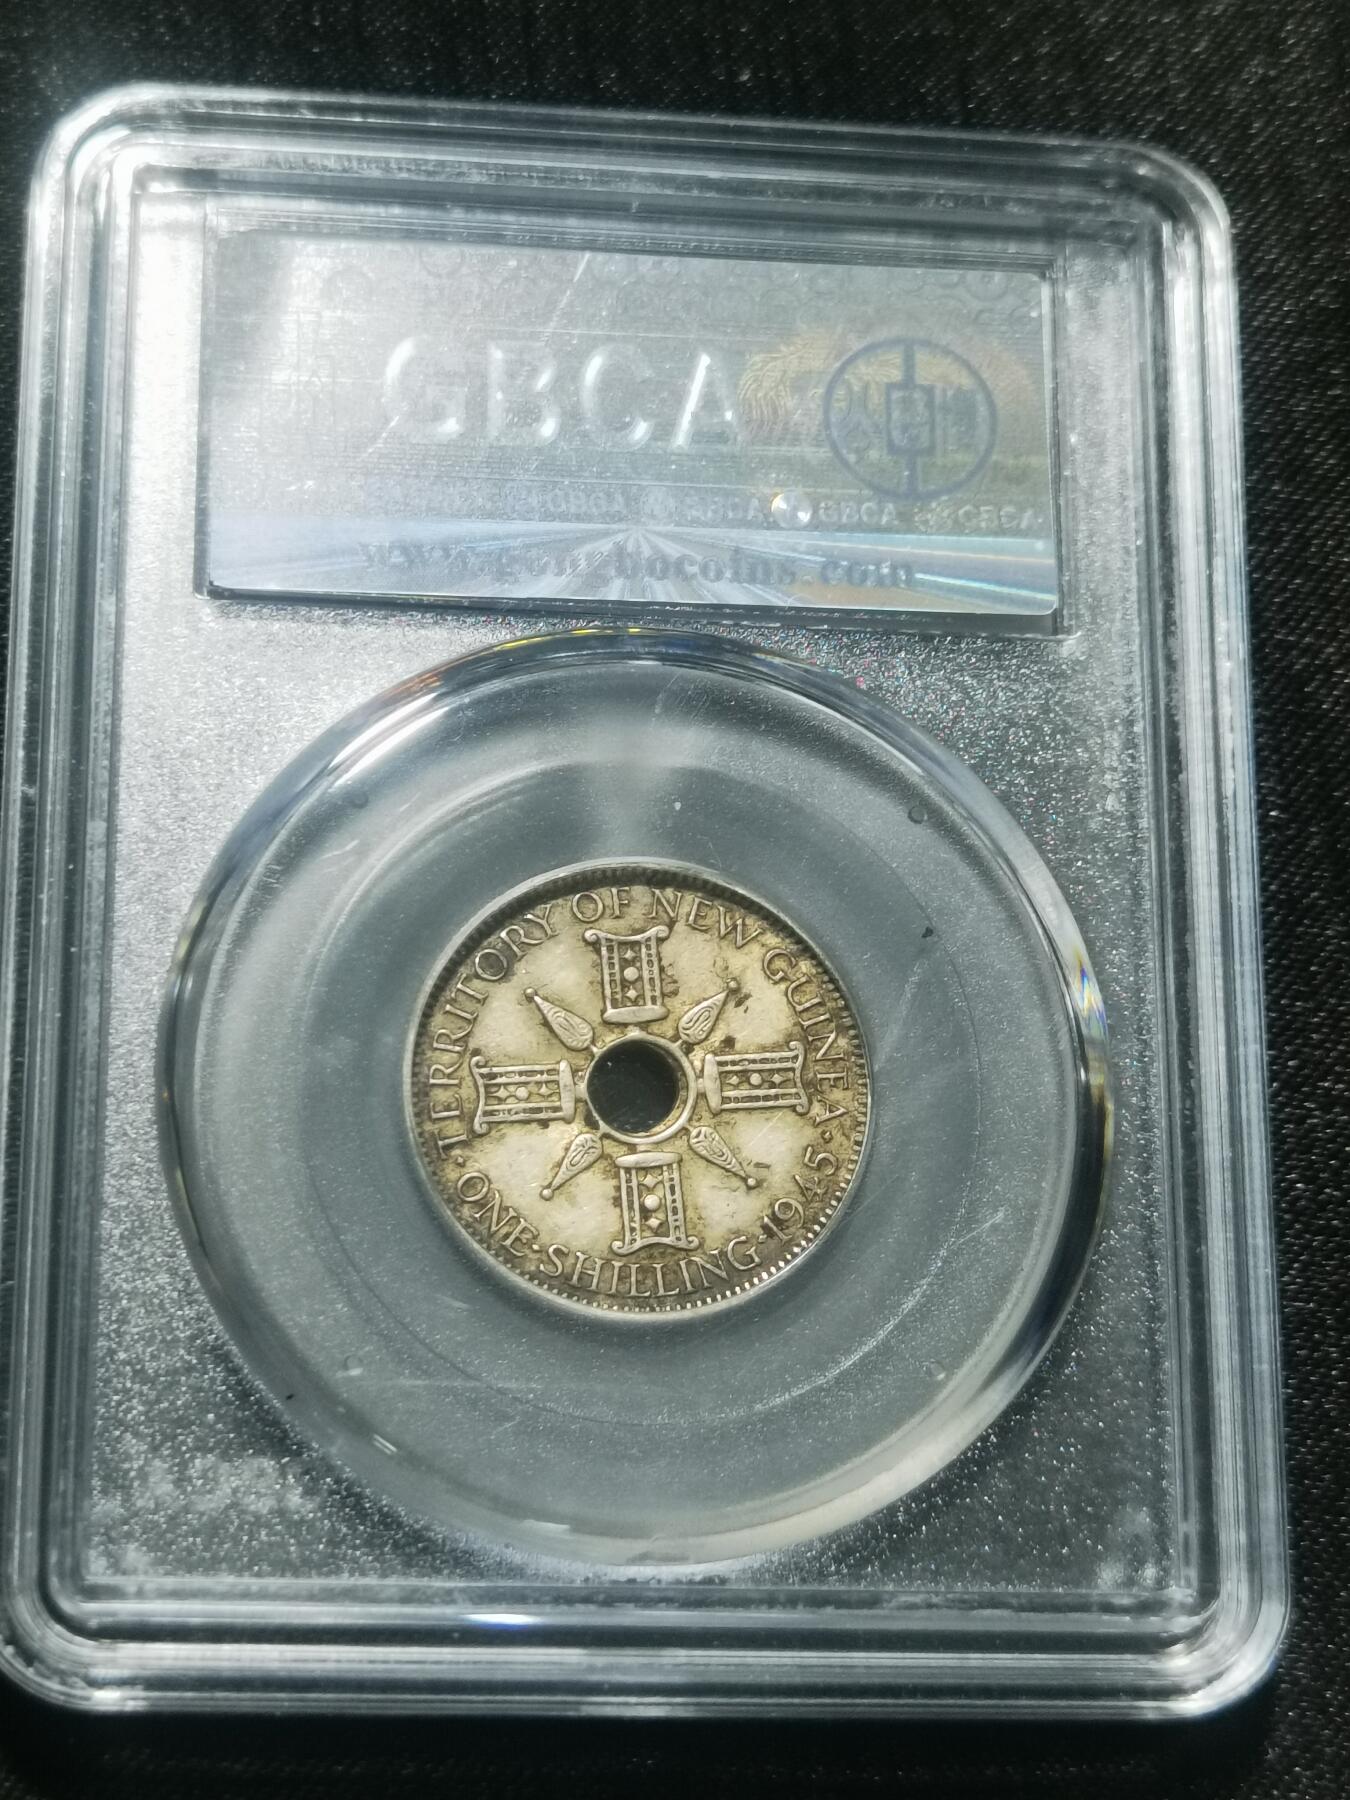 GBCA
GBCA GBCA GBCA GBCA
www.gongbocoins.com
TERRITORY OF NEW GUINEA
· ONE · SHILLING · 1945 ·